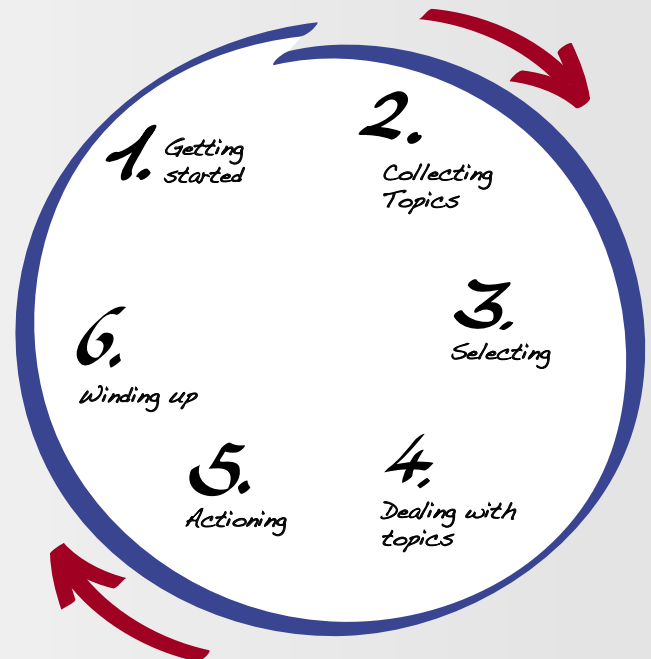 1. Getting
started
2.
Collecting
Topics
3.
Selecting
4.
Dealing with
topics
5.
Actioning
6.
Winding up